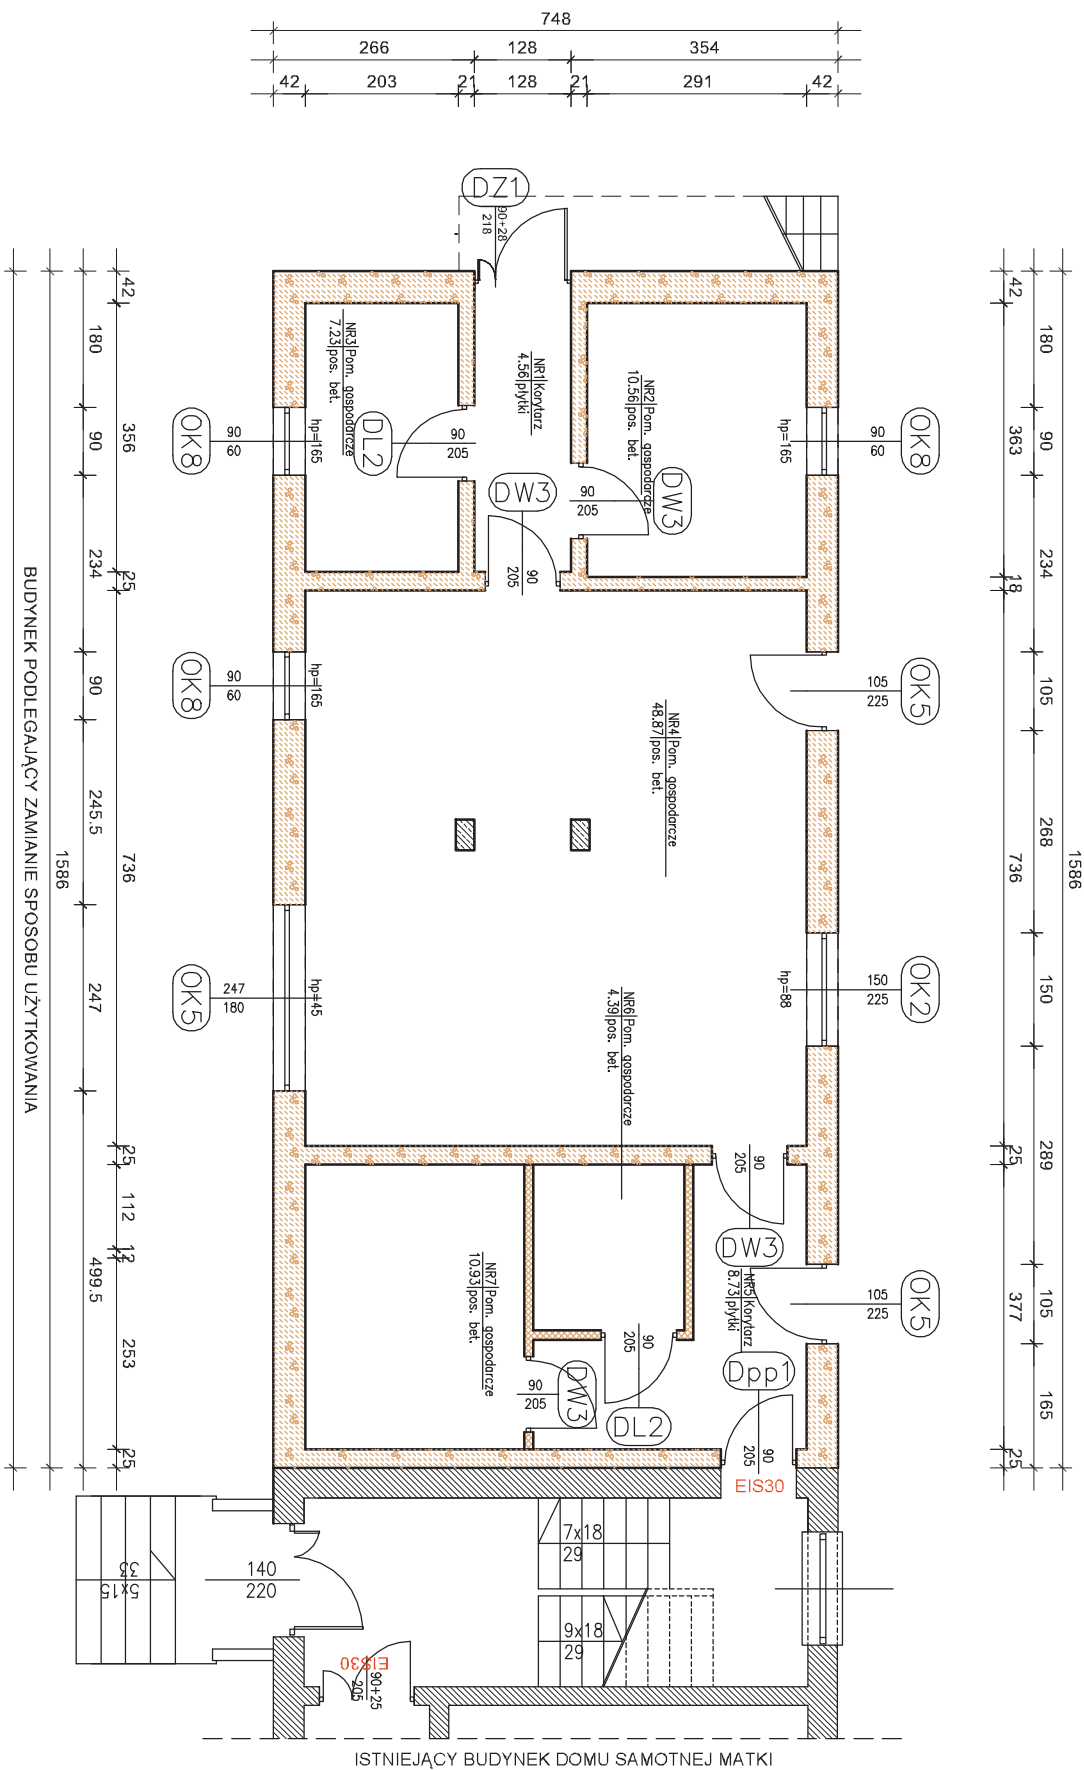 748
266 128 354
42 203 21 128 21 291 42
DZ1
90+28
218
42
180
90
356
234
25
90
245.5
736
247
25
112
12
499.5
253
25
1586
BUDYNEK PODLEGAJĄCY ZAMIANIE SPOSOBU UŻYTKOWANIA
42
180
90
363
234
18
105
268
736
150
289
25
105
377
165
25
1586
NR3 Pom. gospodarcze
7.23 pos. bet.
NR1 Korytarz
4.56 płytki
NR2 Pom. gospodarcze
10.56 pos. bet.
OK8
90
60
hp=165
DL2
90
205
DW3
90
205
DW3
90
205
hp=165
90
60
OK8
OK8
90
60
hp=165
105
225
OK5
NR4 Pom. gospodarcze
48.87 pos. bet.
OK5
247
180
hp=45
hp=88
150
225
OK2
NR6 Pom. gospodarcze
4.39 pos. bet.
90
205
DW3
NR5 Korytarz
8.73 płytki
105
225
OK5
NR7 Pom. gospodarcze
10.93 pos. bet.
90
205
DW3
90
205
DL2
Dpp1
90
205
EIS30
5x15
33
140
220
7x18
29
9x18
29
EIS30
90+25
205
ISTNIEJĄCY BUDYNEK DOMU SAMOTNEJ MATKI